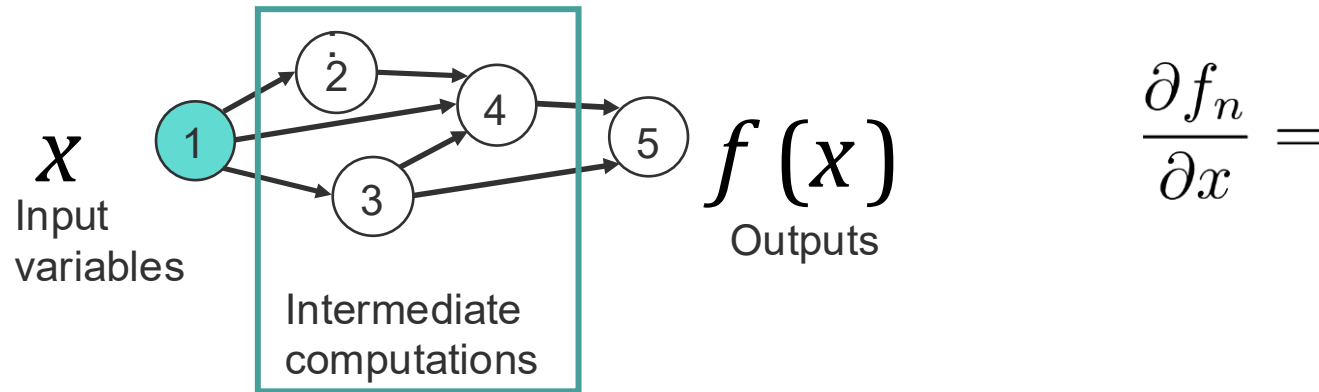 x
Input
variables
1
2
3
4
5
f(x)
Outputs
Intermediate
computations
∂f_n/∂x =